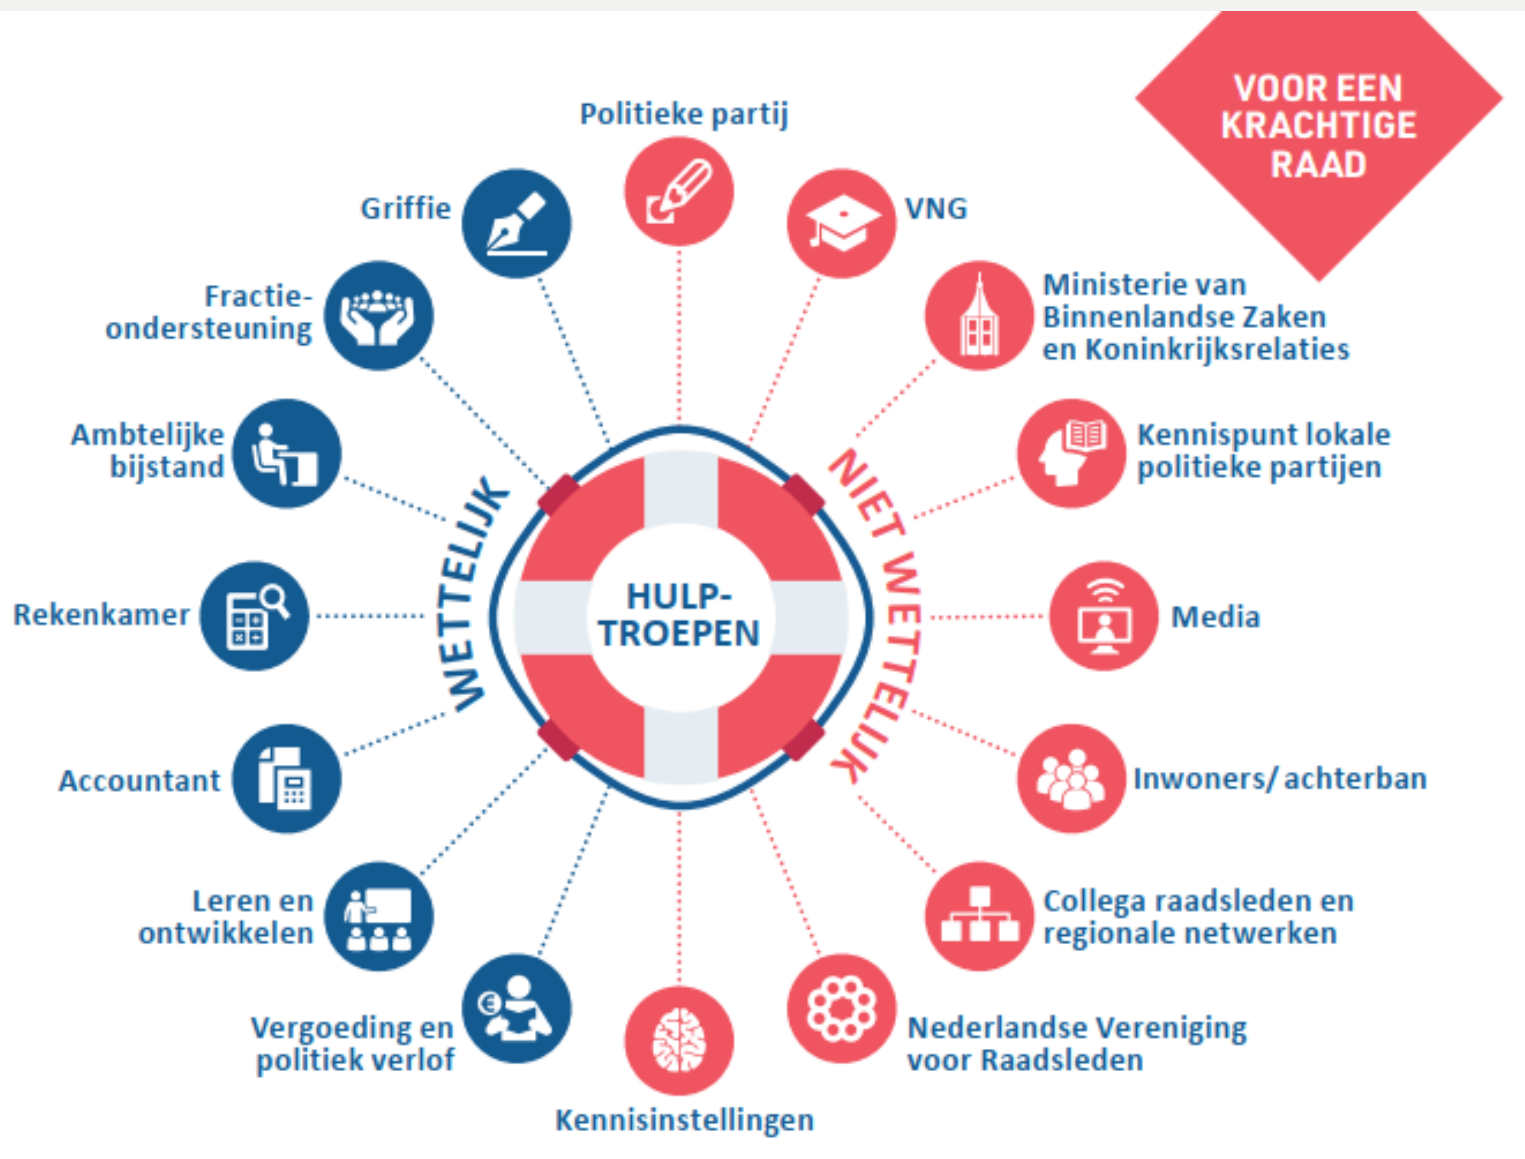 VOOR EEN
KRACHTIGE
RAAD
Politieke partij
Griffie
VNG
Fractie-
ondersteuning
Ministerie van
Binnenlandse Zaken
en Koninkrijksrelaties
Ambtelijke
bijstand
Kennispunt lokale
politieke partijen
WETTELIJK
NIET WETTELIJK
HULP-
TROEPEN
Rekenkamer
Media
Accountant
Inwoners/ achterban
Leren en
ontwikkelen
Collega raadsleden en
regionale netwerken
Vergoeding en
politiek verlof
Nederlandse Vereniging
voor Raadsleden
Kennisinstellingen